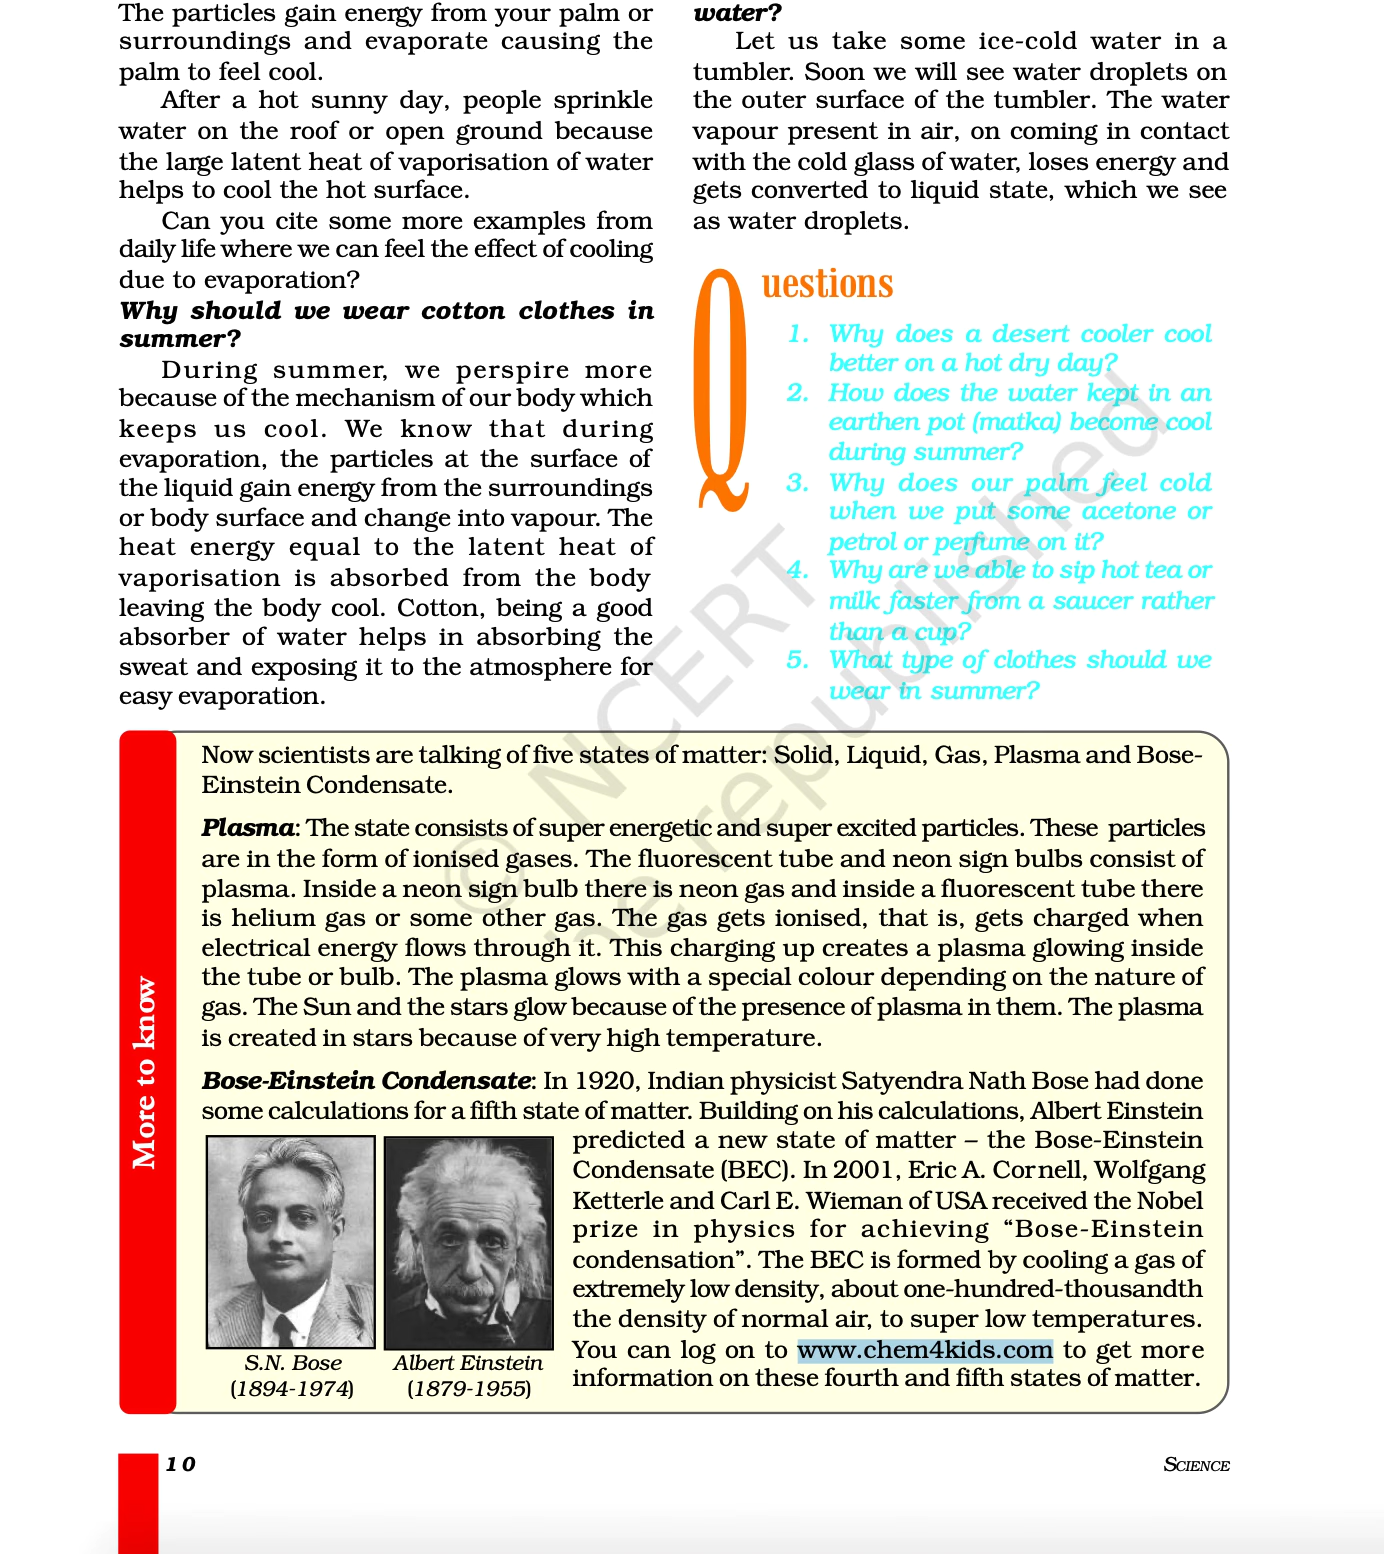 The particles gain energy from your palm or
surroundings and evaporate causing the
palm to feel cool.
After a hot sunny day, people sprinkle
water on the roof or open ground because
the large latent heat of vaporisation of water
helps to cool the hot surface.
Can you cite some more examples from
daily life where we can feel the effect of cooling
due to evaporation?
Why should we wear cotton clothes in
summer?
During summer, we perspire more
because of the mechanism of our body which
keeps us cool. We know that during
evaporation, the particles at the surface of
the liquid gain energy from the surroundings
or body surface and change into vapour. The
heat energy equal to the latent heat of
vaporisation is absorbed from the body
leaving the body cool. Cotton, being a good
absorber of water helps in absorbing the
sweat and exposing it to the atmosphere for
easy evaporation.
water?
Let us take some ice-cold water in a
tumbler. Soon we will see water droplets on
the outer surface of the tumbler. The water
vapour present in air, on coming in contact
with the cold glass of water, loses energy and
gets converted to liquid state, which we see
as water droplets.
Questions
1. Why does a desert cooler cool
better on a hot dry day?
2. How does the water kept in an
earthen pot (matka) become cool
during summer?
3. Why does our palm feel cold
when we put some acetone or
petrol or perfume on it?
4. Why are we able to sip hot tea or
milk faster from a saucer rather
than a cup?
5. What type of clothes should we
wear in summer?
© NCERT
be republished
More to know
Now scientists are talking of five states of matter: Solid, Liquid, Gas, Plasma and Bose-
Einstein Condensate.
Plasma: The state consists of super energetic and super excited particles. These particles
are in the form of ionised gases. The fluorescent tube and neon sign bulbs consist of
plasma. Inside a neon sign bulb there is neon gas and inside a fluorescent tube there
is helium gas or some other gas. The gas gets ionised, that is, gets charged when
electrical energy flows through it. This charging up creates a plasma glowing inside
the tube or bulb. The plasma glows with a special colour depending on the nature of
gas. The Sun and the stars glow because of the presence of plasma in them. The plasma
is created in stars because of very high temperature.
Bose-Einstein Condensate: In 1920, Indian physicist Satyendra Nath Bose had done
some calculations for a fifth state of matter. Building on his calculations, Albert Einstein
predicted a new state of matter – the Bose-Einstein
Condensate (BEC). In 2001, Eric A. Cornell, Wolfgang
Ketterle and Carl E. Wieman of USA received the Nobel
prize in physics for achieving “Bose-Einstein
condensation”. The BEC is formed by cooling a gas of
extremely low density, about one-hundred-thousandth
the density of normal air, to super low temperatures.
You can log on to www.chem4kids.com to get more
information on these fourth and fifth states of matter.
S.N. Bose
(1894-1974)
Albert Einstein
(1879-1955)
10
SCIENCE